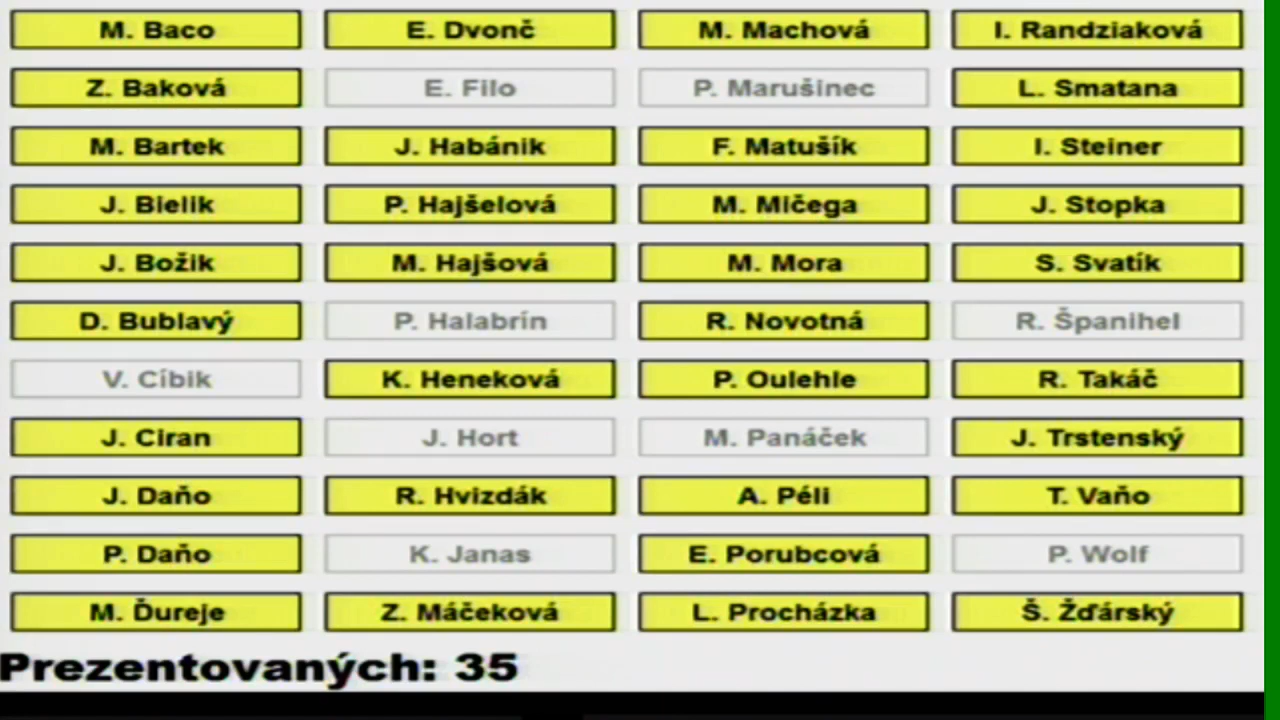 M. Baco E. Dvonč M. Machová I. Randziaková
Z. Baková E. Filo P. Marušinec L. Smatana
M. Bartek J. Habánik F. Matušík I. Steiner
J. Bielik P. Hajšelová M. Mičega J. Stopka
J. Božik M. Hajšová M. Mora S. Svatík
D. Bublavý P. Halabrín R. Novotná R. Španihel
V. Cíbik K. Heneková P. Oulehle R. Takáč
J. Ciran J. Hort M. Panáček J. Trstenský
J. Daňo R. Hvizdák A. Péli T. Vaňo
P. Daňo K. Janas E. Porubcová P. Wolf
M. Ďureje Z. Máčeková L. Procházka Š. Žďárský
Prezentovaných: 35